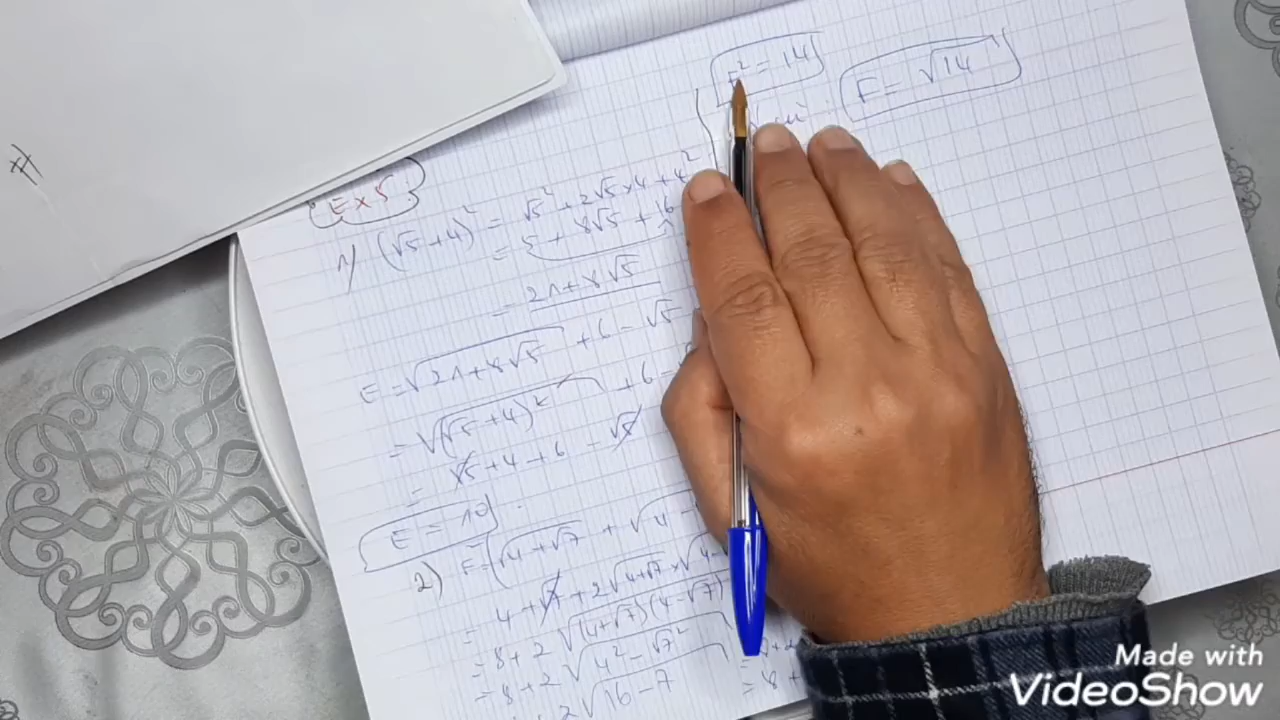 F² = 14
F = √14
Ex 5
1) (√5 + 4)² = √5² + 2√5 × 4 + 4²
= 5 + 8√5 + 16
= 21 + 8√5
E = √21 + 8√5 + 6 - √5
= √(√5 + 4)² + 6 -
= √5 + 4 + 6 - √5
E = 10
2) F² = (√4 + √7 + √4 -
= 4 + √7 + 2√4+√7 × √4 -
= 8 + 2√(4+√7)(4-√7)
= 8 + 2√4² - √7²
= 8 +
+ 2√16 - 7
Made with
VideoShow